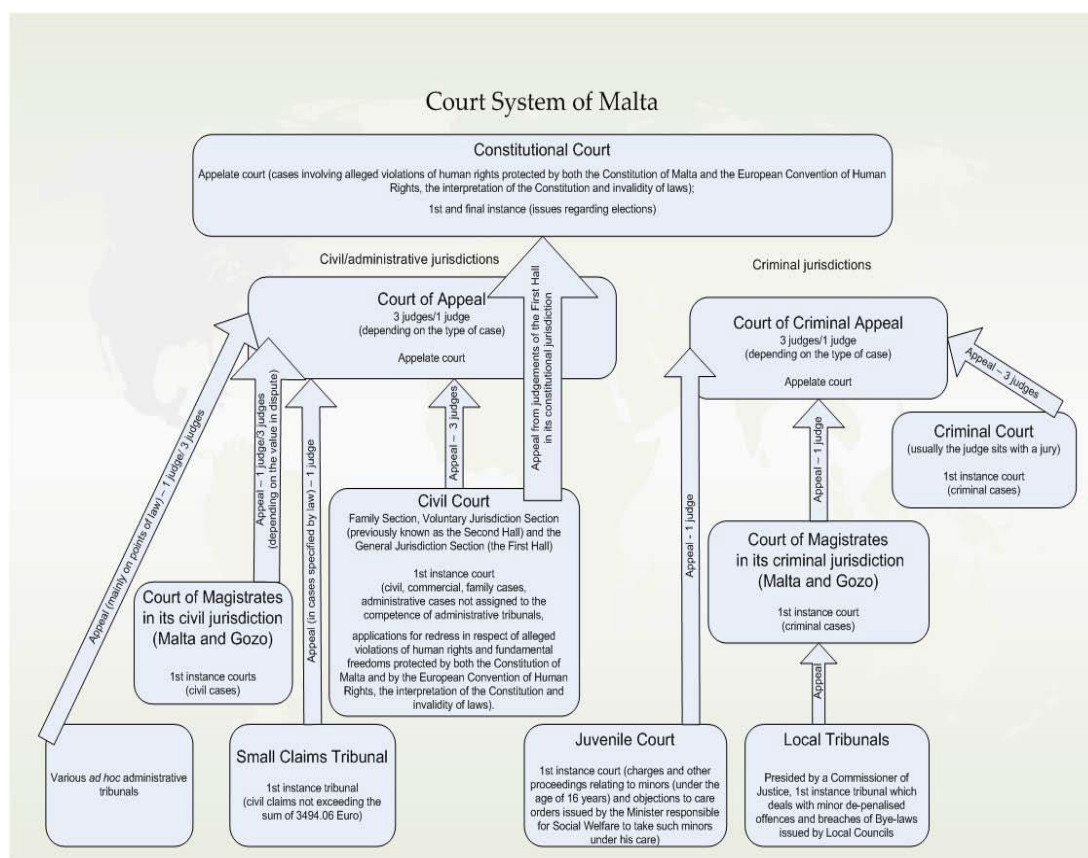 Court System of Malta
Constitutional Court
Appelate court (cases involving alleged violations of human rights protected by both the Constitution of Malta and the European Convention of Human
Rights, the interpretation of the Constitution and invalidity of laws);
1st and final instance (issues regarding elections)
Civil/administrative jurisdictions
Criminal jurisdictions
Court of Appeal
3 judges/1 judge
(depending on the type of case)
Appelate court
Court of Criminal Appeal
3 judges/1 judge
(depending on the type of case)
Appelate court
Appeal (mainly on points of law) – 1 judge/ 3 judges
Appeal – 1 judge/3 judges
(depending on the value in dispute)
Appeal (in cases specified by law) – 1 judge
Appeal – 3 judges
Appeal from judgements of the First Hall
in its constitutional jurisdiction
Appeal - 1 judge
Appeal – 1 judge
Appeal – 3 judges
Criminal Court
(usually the judge sits with a jury)
1st instance court
(criminal cases)
Civil Court
Family Section, Voluntary Jurisdiction Section
(previously known as the Second Hall) and the
General Jurisdiction Section (the First Hall)
1st instance court
(civil, commercial, family cases,
administrative cases not assigned to the
competence of administrative tribunals,
applications for redress in respect of alleged
violations of human rights and fundamental
freedoms protected by both the Constitution of
Malta and by the European Convention of Human
Rights, the interpretation of the Constitution and
invalidity of laws).
Court of Magistrates
in its criminal jurisdiction
(Malta and Gozo)
1st instance court
(criminal cases)
Court of Magistrates
in its civil jurisdiction
(Malta and Gozo)
1st instance courts
(civil cases)
Appeal
Various ad hoc administrative
tribunals
Small Claims Tribunal
1st instance tribunal
(civil claims not exceeding the
sum of 3494.06 Euro)
Juvenile Court
1st instance court (charges and other
proceedings relating to minors (under the
age of 16 years) and objections to care
orders issued by the Minister responsible
for Social Welfare to take such minors
under his care)
Local Tribunals
Presided by a Commissioner of
Justice, 1st instance tribunal which
deals with minor de-penalised
offences and breaches of Bye-laws
issued by Local Councils